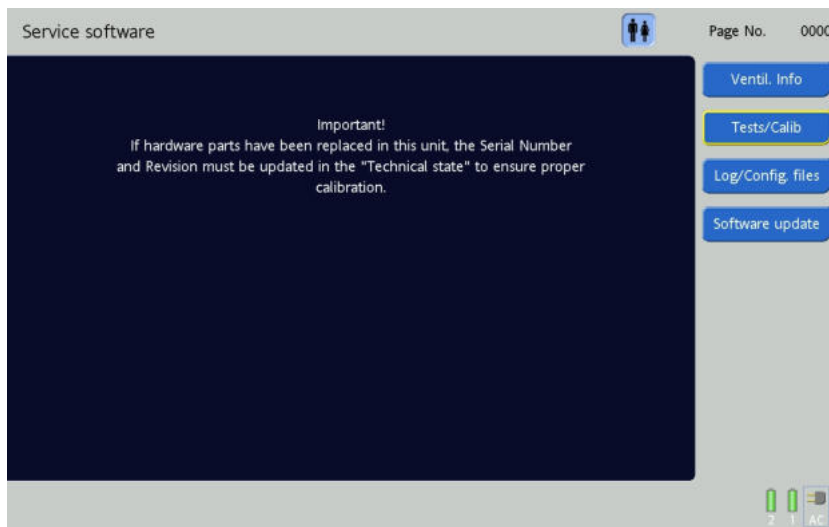 Service software
Page No. 0000
Important!
If hardware parts have been replaced in this unit, the Serial Number
and Revision must be updated in the "Technical state" to ensure proper
calibration.
Ventil. Info
Tests/Calib
Log/Config. files
Software update
2 1 AC